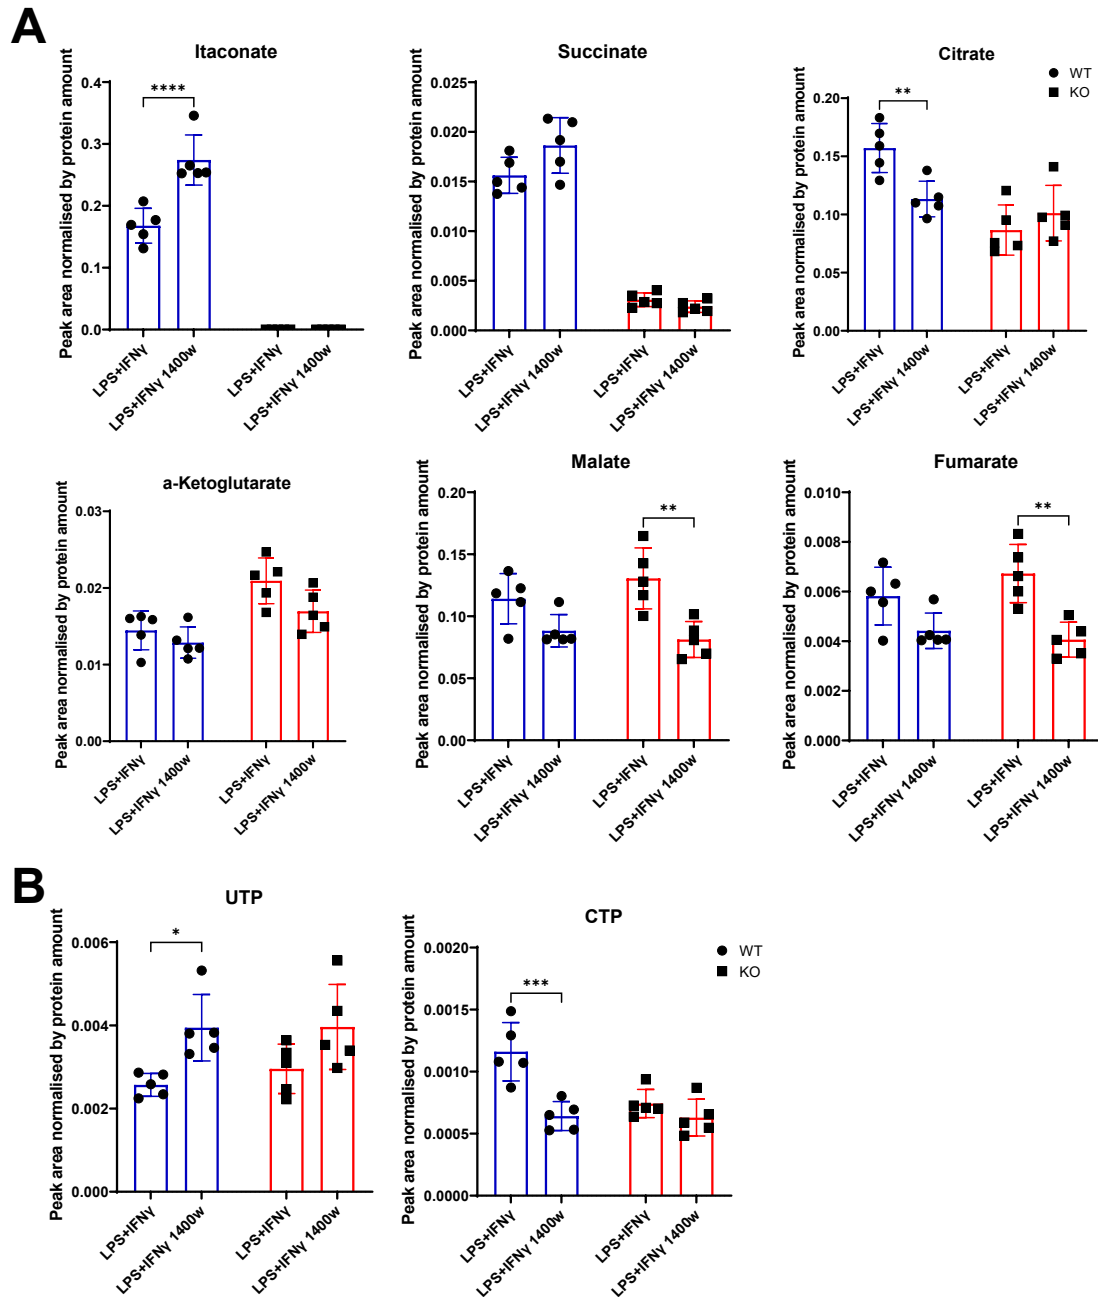 A
Itaconate
Peak area normalised by protein amount
0.4
0.3
0.2
0.1
0.0
****
LPS+IFNγ
LPS+IFNγ 1400w
LPS+IFNγ
LPS+IFNγ 1400w
Succinate
Peak area normalised by protein amount
0.025
0.020
0.015
0.010
0.005
0.000
LPS+IFNγ
LPS+IFNγ 1400w
LPS+IFNγ
LPS+IFNγ 1400w
Citrate
WT
KO
Peak area normalised by protein amount
0.20
0.15
0.10
0.05
0.00
**
LPS+IFNγ
LPS+IFNγ 1400w
LPS+IFNγ
LPS+IFNγ 1400w
a-Ketoglutarate
Peak area normalised by protein amount
0.03
0.02
0.01
0.00
LPS+IFNγ
LPS+IFNγ 1400w
LPS+IFNγ
LPS+IFNγ 1400w
Malate
Peak area normalised by protein amount
0.20
0.15
0.10
0.05
0.00
**
LPS+IFNγ
LPS+IFNγ 1400w
LPS+IFNγ
LPS+IFNγ 1400w
Fumarate
Peak area normalised by protein amount
0.010
0.008
0.006
0.004
0.002
0.000
**
LPS+IFNγ
LPS+IFNγ 1400w
LPS+IFNγ
LPS+IFNγ 1400w
B
UTP
Peak area normalised by protein amount
0.006
0.004
0.002
0.000
*
LPS+IFNγ
LPS+IFNγ 1400w
LPS+IFNγ
LPS+IFNγ 1400w
CTP
WT
KO
Peak area normalised by protein amount
0.0020
0.0015
0.0010
0.0005
0.0000
***
LPS+IFNγ
LPS+IFNγ 1400w
LPS+IFNγ
LPS+IFNγ 1400w